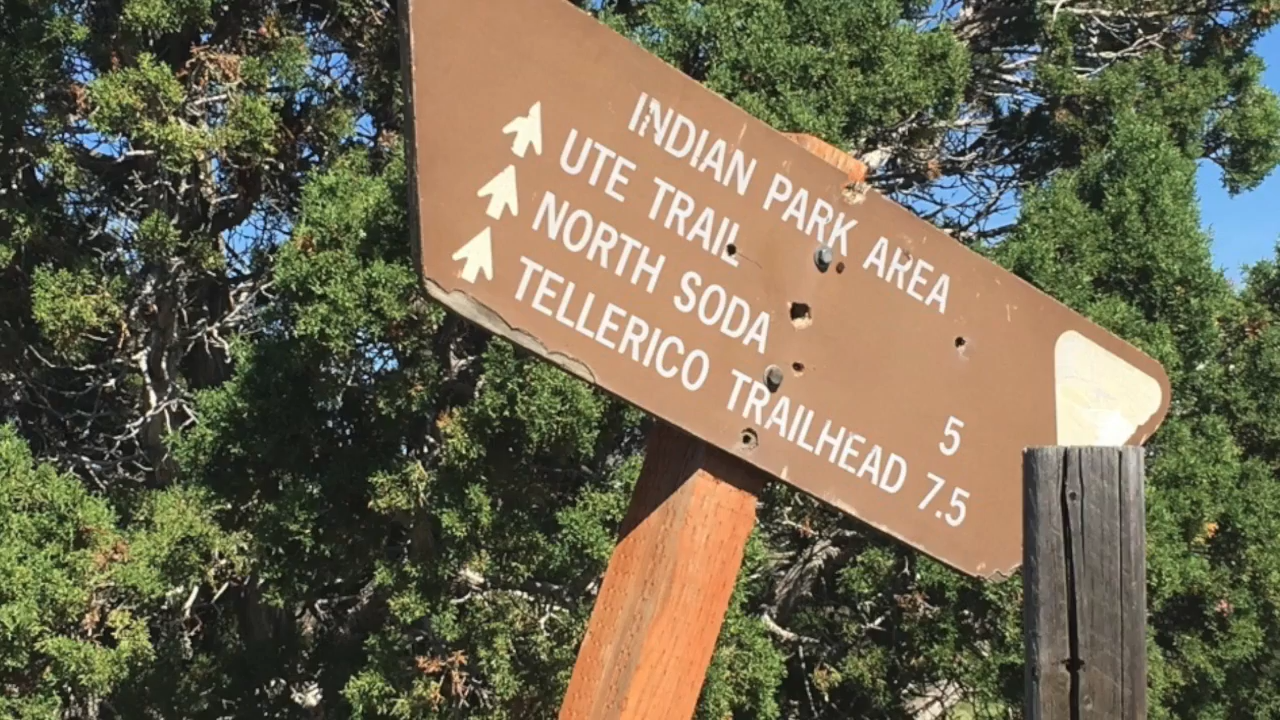 INDIAN PARK AREA
UTE TRAIL
NORTH SODA 5
TELLERICO TRAILHEAD 7.5